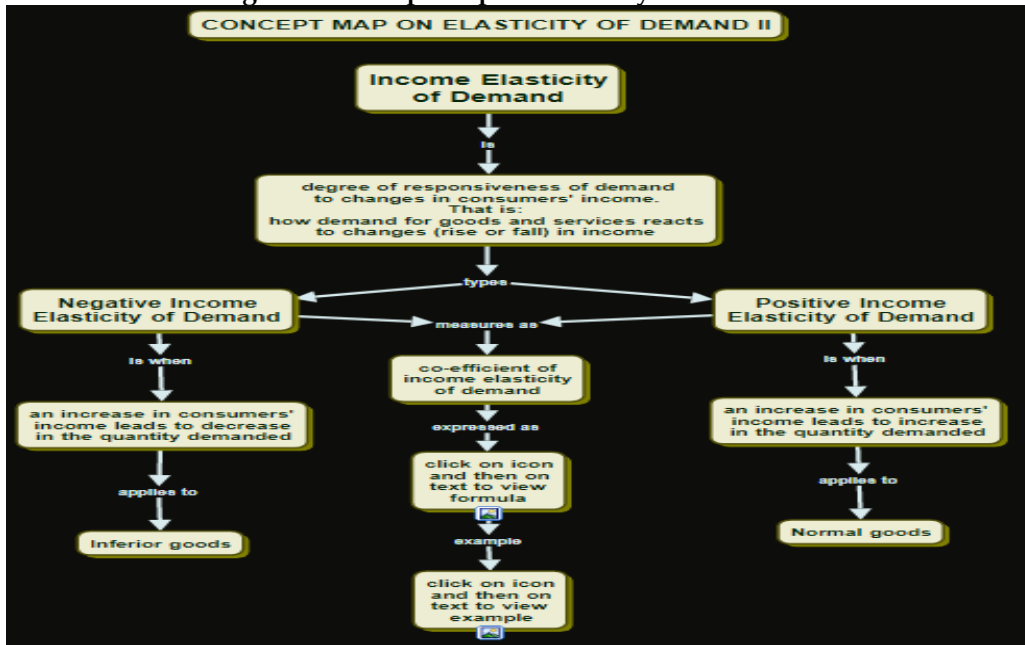 CONCEPT MAP ON ELASTICITY OF DEMAND II
Income Elasticity
of Demand
is
degree of responsiveness of demand
to changes in consumers' income.
That is:
how demand for goods and services reacts
to changes (rise or fall) in income
types
Negative Income
Elasticity of Demand
Positive Income
Elasticity of Demand
measures as
is when
is when
co-efficient of
income elasticity
of demand
an increase in consumers'
income leads to decrease
in the quantity demanded
an increase in consumers'
income leads to increase
in the quantity demanded
expressed as
click on icon
and then on
text to view
formula
applies to
applies to
Inferior goods
Normal goods
example
click on icon
and then on
text to view
example